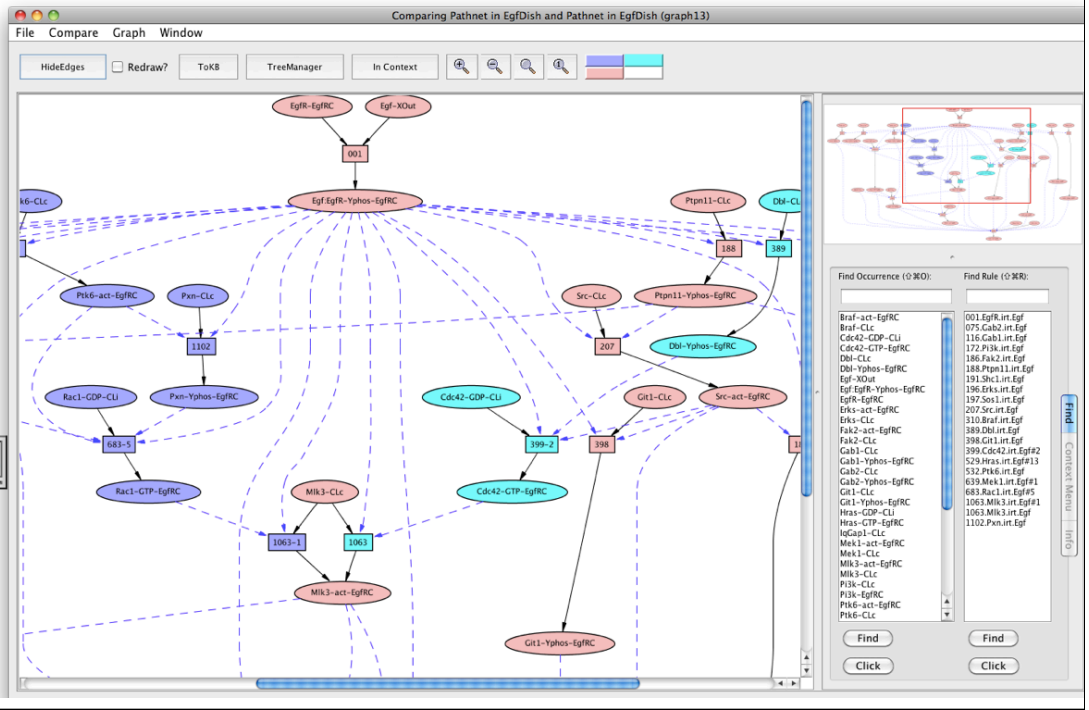 Comparing Pathnet in EgfDish and Pathnet in EgfDish (graph13)
File Compare Graph Window
HideEdges Redraw? ToKB TreeManager In Context
EgfR-EgfRC Egf-XOut
001
k6-CLc Egf:EgfR-Yphos-EgfRC Ptpn11-CLc Dbl-CL
188 389
Ptk6-act-EgfRC Pxn-CLc Src-CLc Ptpn11-Yphos-EgfRC
1102 207 Dbl-Yphos-EgfRC
Rac1-GDP-CLi Pxn-Yphos-EgfRC Cdc42-GDP-CLi Git1-CLc Src-act-EgfRC
683-5 399-2 398 18
Rac1-GTP-EgfRC Mlk3-CLc Cdc42-GTP-EgfRC
1063-1 1063
Mlk3-act-EgfRC
Git1-Yphos-EgfRC
Find Occurrence (⇧⌘O):
Braf-act-EgfRC
Braf-CLc
Cdc42-GDP-CLi
Cdc42-GTP-EgfRC
Dbl-CLc
Dbl-Yphos-EgfRC
Egf-XOut
Egf:EgfR-Yphos-EgfRC
EgfR-EgfRC
Erks-act-EgfRC
Erks-CLc
Fak2-act-EgfRC
Fak2-CLc
Gab1-CLc
Gab1-Yphos-EgfRC
Gab2-CLc
Gab2-Yphos-EgfRC
Git1-CLc
Git1-Yphos-EgfRC
Hras-GDP-CLi
Hras-GTP-EgfRC
IqGap1-CLc
Mek1-act-EgfRC
Mek1-CLc
Mlk3-act-EgfRC
Mlk3-CLc
Pi3k-CLc
Pi3k-EgfRC
Ptk6-act-EgfRC
Ptk6-CLc
Find
Click
Find Rule (⇧⌘R):
001.EgfR.irt.Egf
075.Gab2.irt.Egf
116.Gab1.irt.Egf
172.Pi3k.irt.Egf
186.Fak2.irt.Egf
188.Ptpn11.irt.Egf
191.Shc1.irt.Egf
196.Erks.irt.Egf
197.Sos1.irt.Egf
207.Src.irt.Egf
310.Braf.irt.Egf
389.Dbl.irt.Egf
398.Git1.irt.Egf
399.Cdc42.irt.Egf#2
529.Hras.irt.Egf#13
532.Ptk6.irt.Egf
639.Mek1.irt.Egf#1
683.Rac1.irt.Egf#5
1063.Mlk3.irt.Egf#1
1102.Pxn.irt.Egf
Find
Click
Find
Context Menu
Info